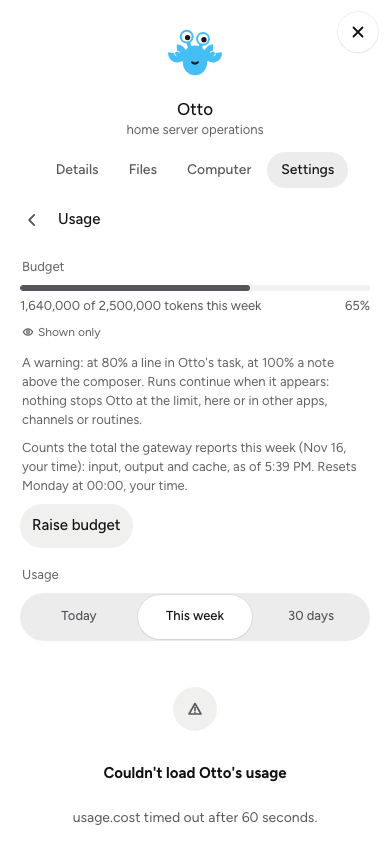 Otto
home server operations
Details Files Computer Settings
Usage
Budget
1,640,000 of 2,500,000 tokens this week 65%
Shown only
A warning: at 80% a line in Otto's task, at 100% a note
above the composer. Runs continue when it appears:
nothing stops Otto at the limit, here or in other apps,
channels or routines.
Counts the total the gateway reports this week (Nov 16,
your time): input, output and cache, as of 5:39 PM. Resets
Monday at 00:00, your time.
Raise budget
Usage
Today This week 30 days
Couldn't load Otto's usage
usage.cost timed out after 60 seconds.